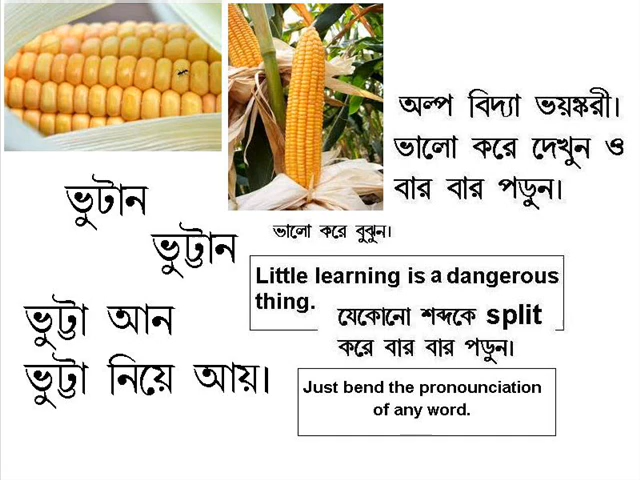 অল্প বিদ্যা ভয়ঙ্করী।
ভালো করে দেখুন ও
বার বার পড়ুন।
ভুটান
ভুট্টান
ভালো করে বুঝুন।
Little learning is a dangerous
thing.
যেকোনো শব্দকে split
করে বার বার পড়ুন।
ভুট্টা আন
ভুট্টা নিয়ে আয়।
Just bend the pronounciation
of any word.